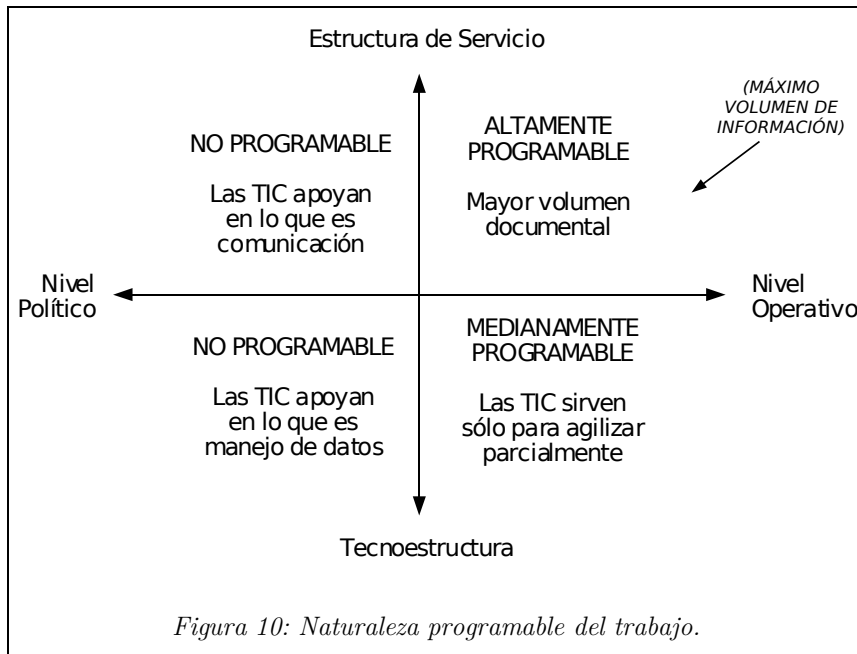 Estructura de Servicio
(MÁXIMO
VOLUMEN DE
INFORMACIÓN)
NO PROGRAMABLE
Las TIC apoyan
en lo que es
comunicación
ALTAMENTE
PROGRAMABLE
Mayor volumen
documental
Nivel
Político
Nivel
Operativo
NO PROGRAMABLE
Las TIC apoyan
en lo que es
manejo de datos
MEDIANAMENTE
PROGRAMABLE
Las TIC sirven
sólo para agilizar
parcialmente
Tecnoestructura
Figura 10: Naturaleza programable del trabajo.